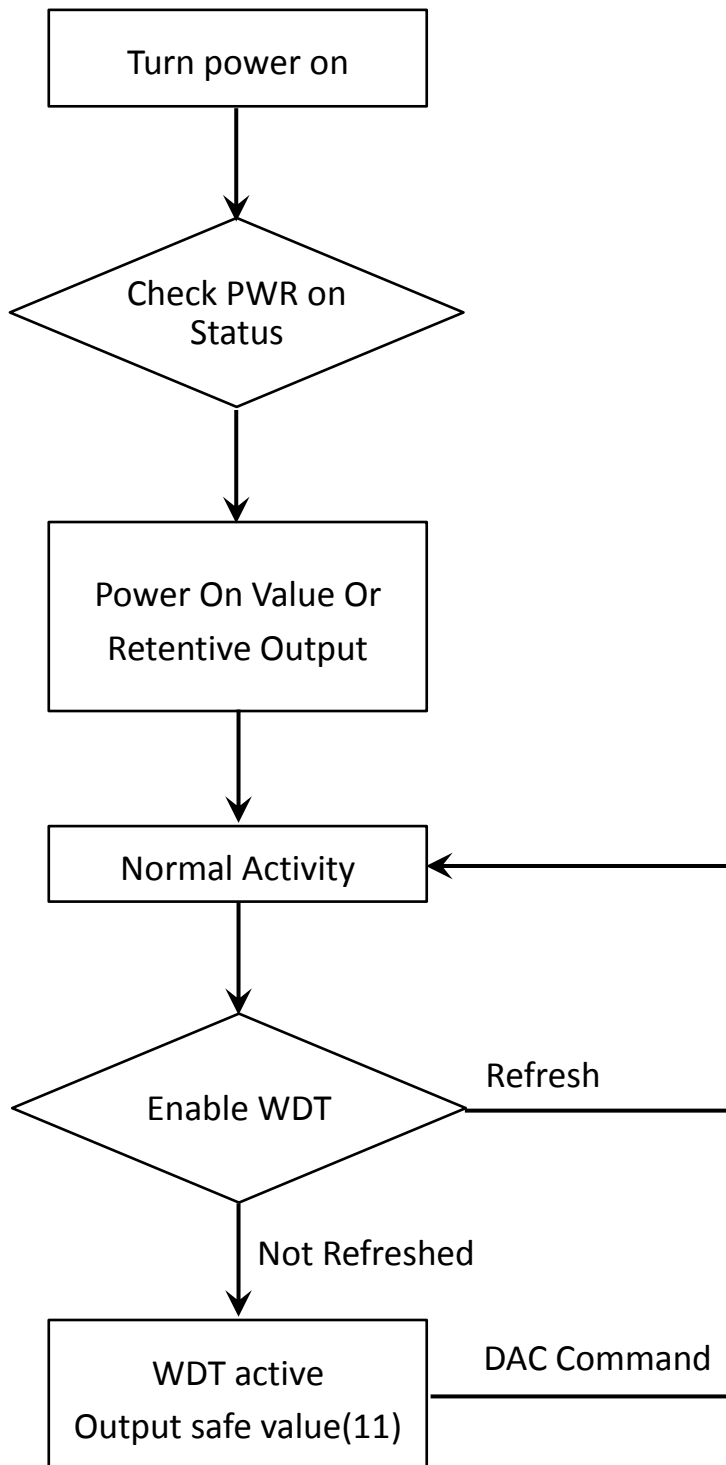 Turn power on
Check PWR on
Status
Power On Value Or
Retentive Output
Normal Activity
Enable WDT
Refresh
Not Refreshed
WDT active
Output safe value(11)
DAC Command